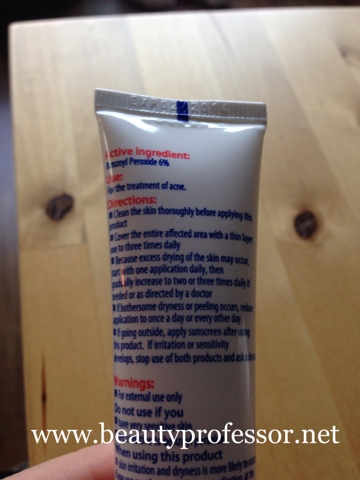 Active Ingredient:
Benzoyl Peroxide 6%
Use:
For the treatment of acne.
Directions:
■ Clean the skin thoroughly before applying this
product
■ Cover the entire affected area with a thin layer
one to three times daily
■ Because excess drying of the skin may occur,
start with one application daily, then
gradually increase to two or three times daily if
needed or as directed by a doctor
■ If bothersome dryness or peeling occurs, reduce
application to once a day or every other day
■ If going outside, apply sunscreen after using
this product. If irritation or sensitivity
develops, stop use of both products and ask a
Warnings:
■ For external use only
Do not use if you
■ have very sensitive skin
www.beautyprofessor.net
When using this product
■ skin irritation and dryness is more likely to